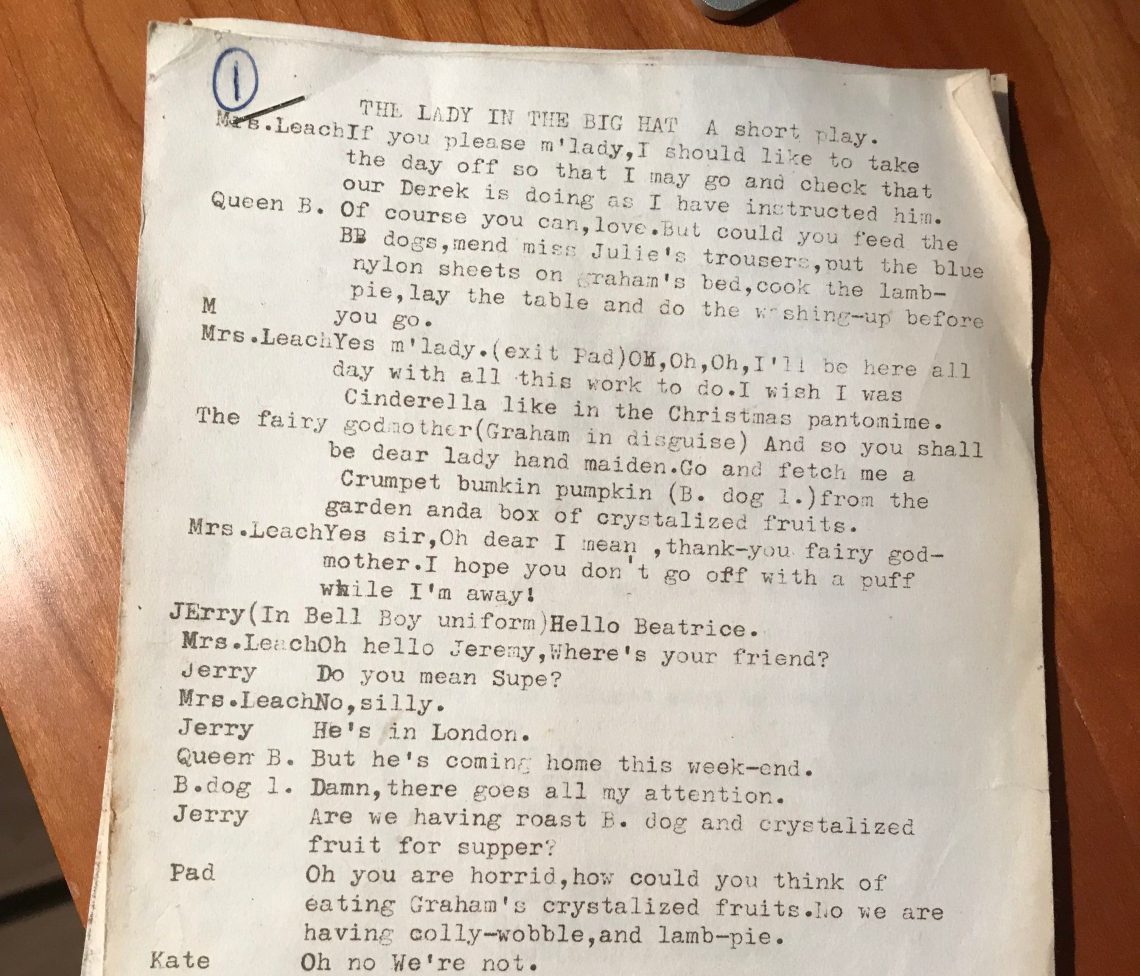 1
THE LADY IN THE BIG HAT A short play.
Mrs.LeachIf you please m'lady,I should like to take
the day off so that I may go and check that
our Derek is doing as I have instructed him.
Queen B. Of course you can,love.But could you feed the
BB dogs,mend miss Julie's trousers,put the blue
nylon sheets on graham's bed,cook the lamb-
pie,lay the table and do the washing-up before
M you go.
Mrs.LeachYes m'lady.(exit Pad)OH,Oh,Oh,I'll be here all
day with all this work to do.I wish I was
Cinderella like in the Christmas pantomime.
The fairy godmother(Graham in disguise) And so you shall
be dear lady hand maiden.Go and fetch me a
Crumpet bumkin pumpkin (B. dog 1.)from the
garden anda box of crystalized fruits.
Mrs.LeachYes sir,Oh dear I mean ,thank-you fairy god-
mother.I hope you don't go off with a puff
while I'm away!
JErry(In Bell Boy uniform)Hello Beatrice.
Mrs.LeachOh hello Jeremy,Where's your friend?
Jerry Do you mean Supe?
Mrs.LeachNo,silly.
Jerry He's in London.
Queen B. But he's coming home this week-end.
B.dog 1. Damn,there goes all my attention.
Jerry Are we having roast B. dog and crystalized
fruit for supper?
Pad Oh you are horrid,how could you think of
eating Graham's crystalized fruits.No we are
having colly-wobble,and lamb-pie.
Kate Oh no We're not.